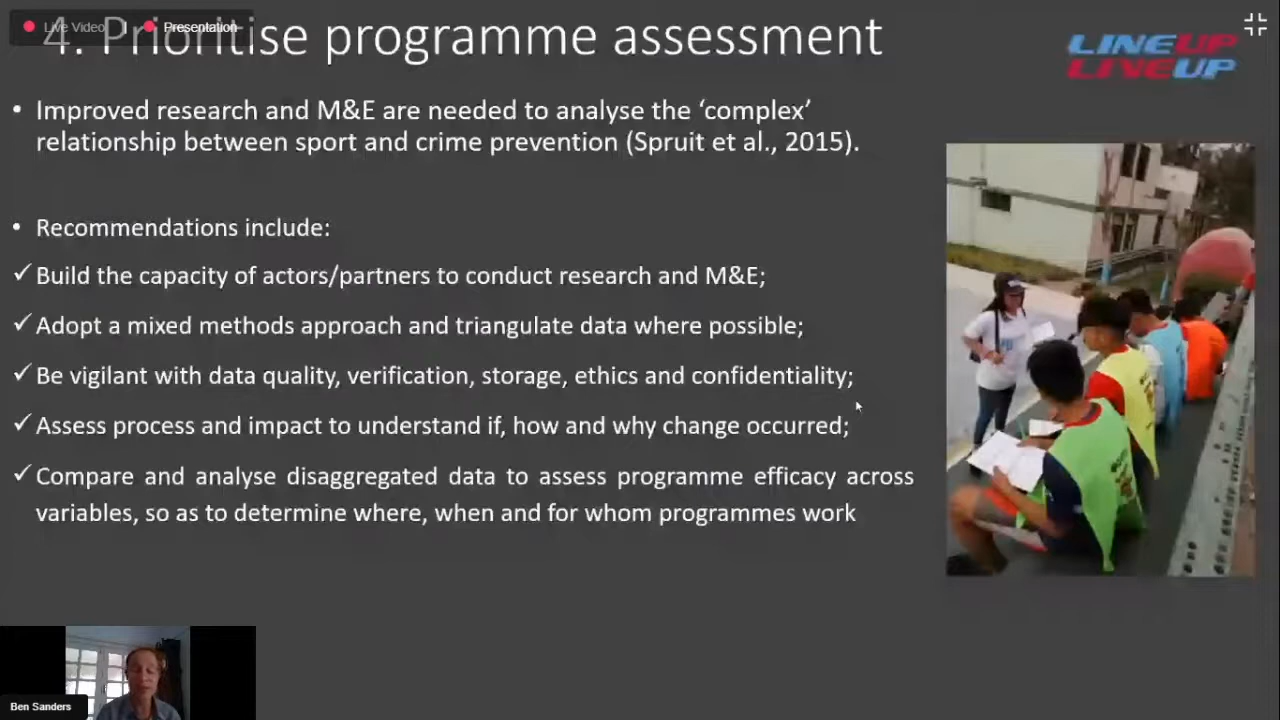 Live Video
Presentation
4. Prioritise programme assessment
LINEUP
LIVEUP
• Improved research and M&E are needed to analyse the ‘complex’
relationship between sport and crime prevention (Spruit et al., 2015).
• Recommendations include:
✓ Build the capacity of actors/partners to conduct research and M&E;
✓ Adopt a mixed methods approach and triangulate data where possible;
✓ Be vigilant with data quality, verification, storage, ethics and confidentiality;
✓ Assess process and impact to understand if, how and why change occurred;
✓ Compare and analyse disaggregated data to assess programme efficacy across
variables, so as to determine where, when and for whom programmes work
Ben Sanders